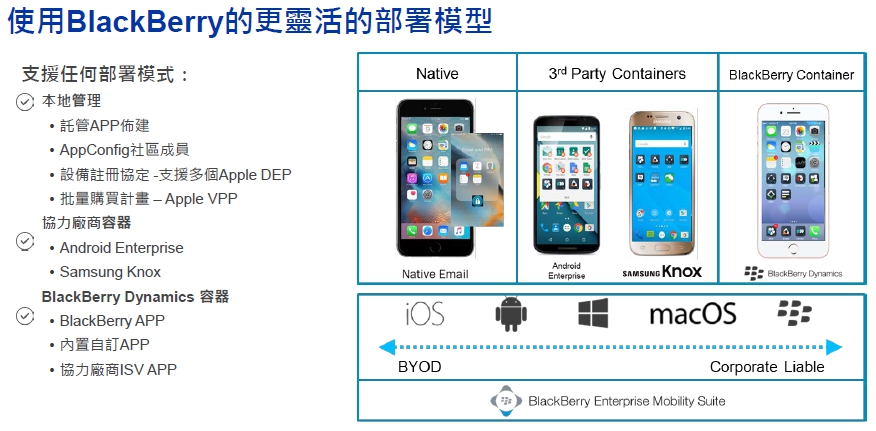 使用BlackBerry的更靈活的部署模型
支援任何部署模式：
本地管理
• 託管APP佈建
• AppConfig社區成員
• 設備註冊協定 -支援多個Apple DEP
• 批量購買計畫 – Apple VPP
協力廠商容器
• Android Enterprise
• Samsung Knox
BlackBerry Dynamics 容器
• BlackBerry APP
• 內置自訂APP
• 協力廠商ISV APP
Native
3rd Party Containers
BlackBerry Container
Native Email
Android
Enterprise
SAMSUNG Knox
BlackBerry Dynamics
iOS
macOS
BYOD
Corporate Liable
BlackBerry Enterprise Mobility Suite